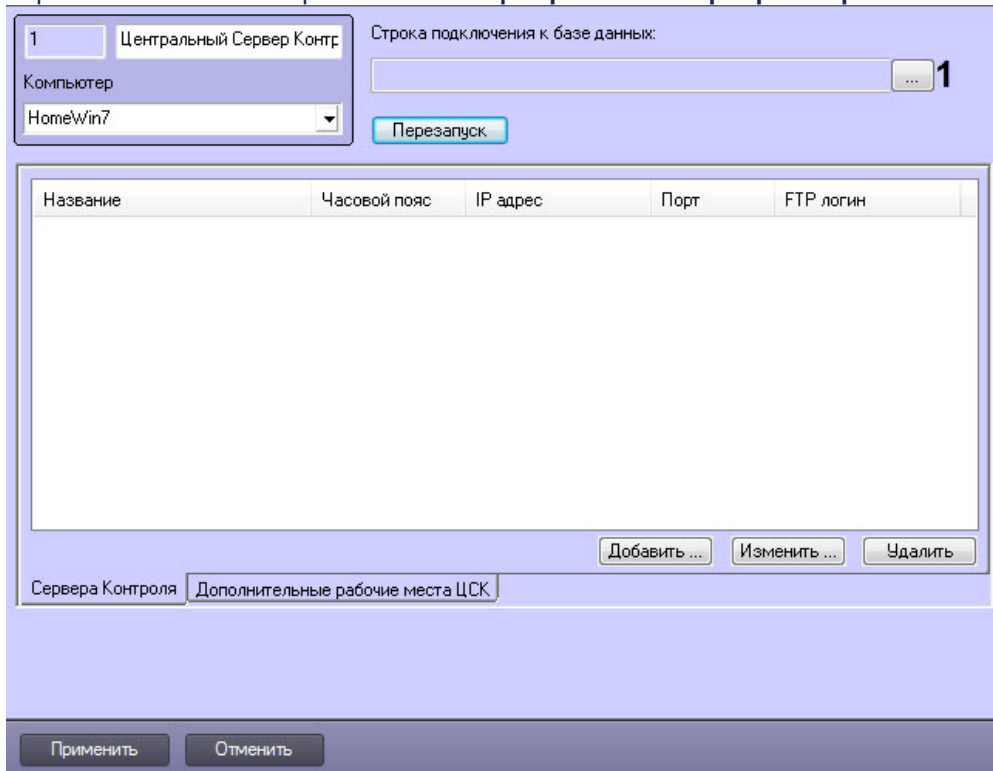 1 Центральный Сервер Контр
Строка подключения к базе данных:
Компьютер
... 1
HomeWin7
Перезапуск
Название Часовой пояс IP адрес Порт FTP логин
Добавить ... Изменить ... Удалить
Сервера Контроля Дополнительные рабочие места ЦСК
Применить Отменить